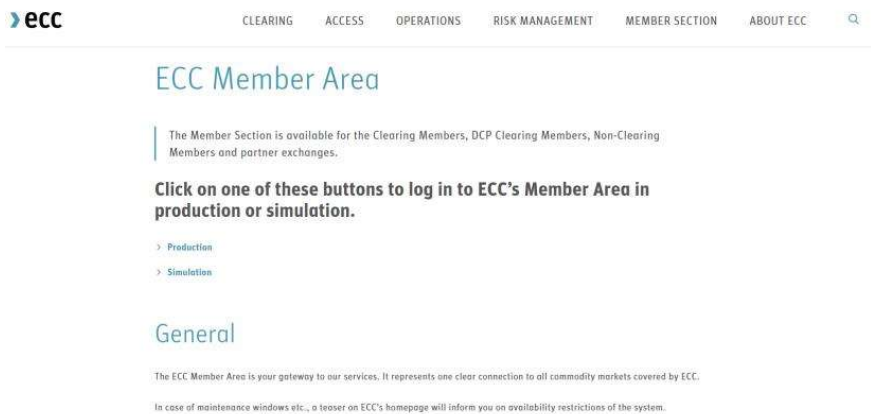 ecc
CLEARING ACCESS OPERATIONS RISK MANAGEMENT MEMBER SECTION ABOUT ECC
ECC Member Area
The Member Section is available for the Clearing Members, DCP Clearing Members, Non-Clearing
Members and partner exchanges.
Click on one of these buttons to log in to ECC's Member Area in
production or simulation.
> Production
> Simulation
General
The ECC Member Area is your gateway to our services. It represents one clear connection to all commodity markets covered by ECC.
In case of maintenance windows etc., a teaser on ECC's homepage will inform you on availability restrictions of the system.